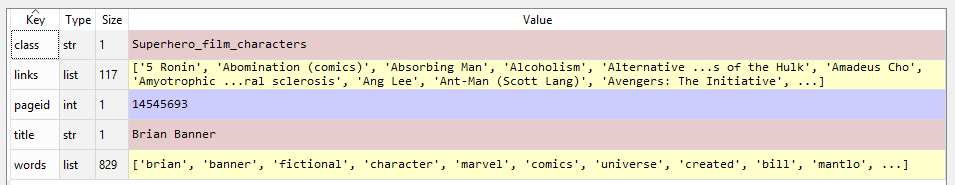 Key Type Size Value
class str 1 Superhero_film_characters
links list 117 ['5 Ronin', 'Abomination (comics)', 'Absorbing Man', 'Alcoholism', 'Alternative ...s of the Hulk', 'Amadeus Cho',
'Amyotrophic ...ral sclerosis', 'Ang Lee', 'Ant-Man (Scott Lang)', 'Avengers: The Initiative', ...]
pageid int 1 14545693
title str 1 Brian Banner
words list 829 ['brian', 'banner', 'fictional', 'character', 'marvel', 'comics', 'universe', 'created', 'bill', 'mantlo', ...]